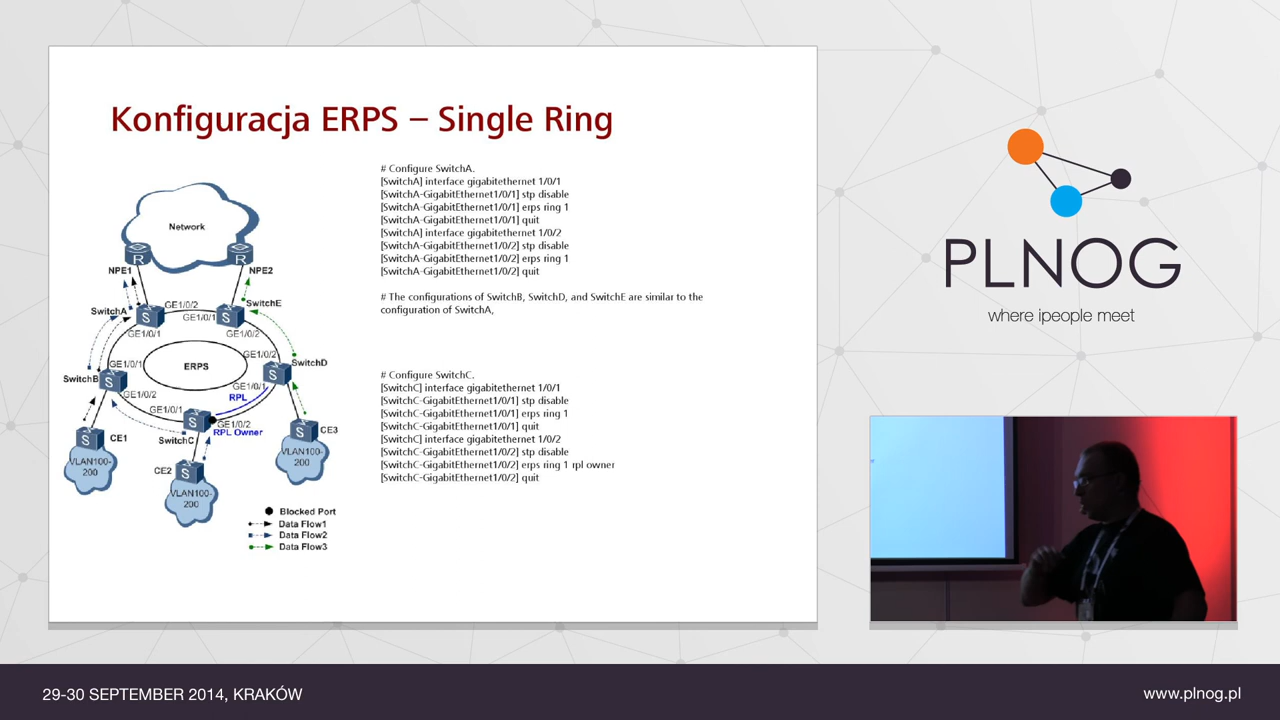 Konfiguracja ERPS – Single Ring
# Configure SwitchA.
[SwitchA] interface gigabitethernet 1/0/1
[SwitchA-GigabitEthernet1/0/1] stp disable
[SwitchA-GigabitEthernet1/0/1] erps ring 1
[SwitchA-GigabitEthernet1/0/1] quit
[SwitchA] interface gigabitethernet 1/0/2
[SwitchA-GigabitEthernet1/0/2] stp disable
[SwitchA-GigabitEthernet1/0/2] erps ring 1
[SwitchA-GigabitEthernet1/0/2] quit
# The configurations of SwitchB, SwitchD, and SwitchE are similar to the
configuration of SwitchA,
# Configure SwitchC.
[SwitchC] interface gigabitethernet 1/0/1
[SwitchC-GigabitEthernet1/0/1] stp disable
[SwitchC-GigabitEthernet1/0/1] erps ring 1
[SwitchC-GigabitEthernet1/0/1] quit
[SwitchC] interface gigabitethernet 1/0/2
[SwitchC-GigabitEthernet1/0/2] stp disable
[SwitchC-GigabitEthernet1/0/2] erps ring 1 rpl owner
[SwitchC-GigabitEthernet1/0/2] quit
Network
R
R
NPE1
NPE2
SwitchA
GE1/0/2
S
GE1/0/1
S
SwitchE
GE1/0/1
GE1/0/2
ERPS
GE1/0/1
GE1/0/2
SwitchD
SwitchB
S
S
GE1/0/2
GE1/0/1
RPL
GE1/0/1
S
GE1/0/2
RPL Owner
SwitchC
S
CE1
S
CE3
VLAN100-
200
CE2
S
VLAN100-
200
VLAN100-
200
Blocked Port
Data Flow1
Data Flow2
Data Flow3
PLNOG
where ipeople meet
29-30 SEPTEMBER 2014, KRAKÓW
www.plnog.pl